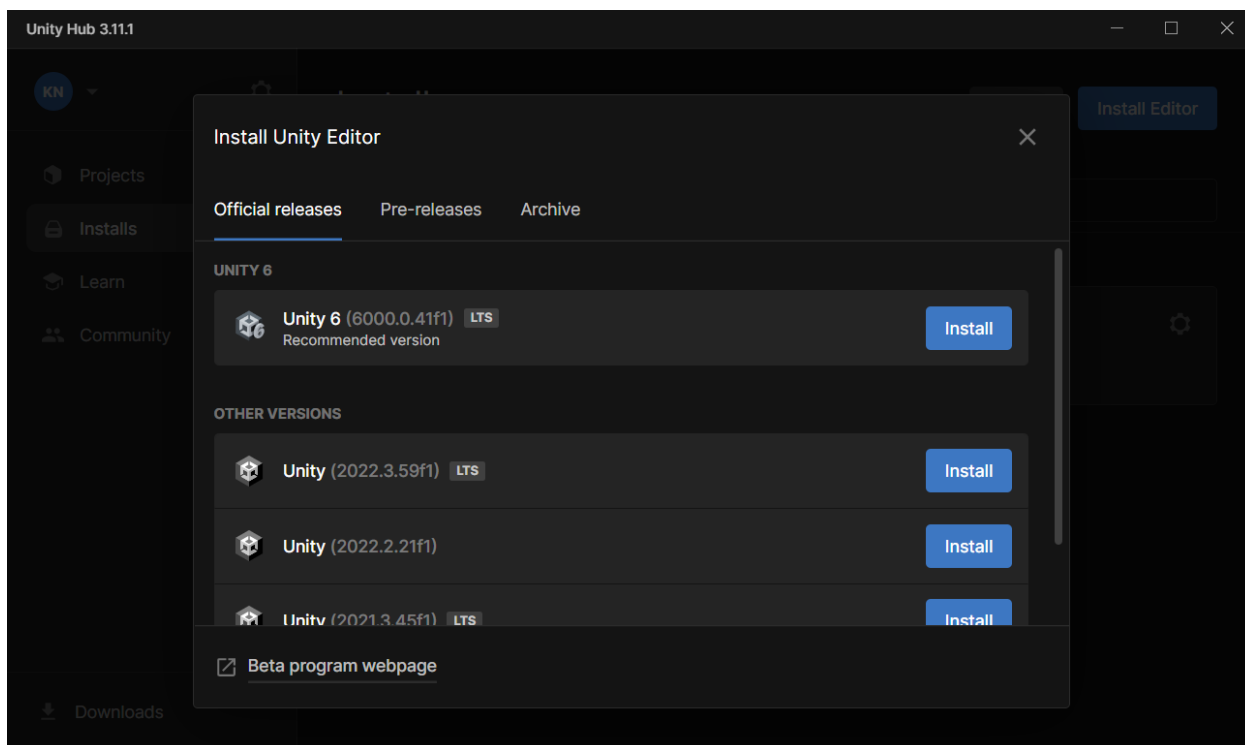 Unity Hub 3.11.1
KN
Install Editor
Install Unity Editor
Projects
Official releases Pre-releases Archive
Installs
UNITY 6
Learn
Unity 6 (6000.0.41f1) LTS
Install
Recommended version
Community
OTHER VERSIONS
Unity (2022.3.59f1) LTS
Install
Unity (2022.2.21f1)
Install
Unity (2021.3.45f1) LTS
Install
Beta program webpage
Downloads